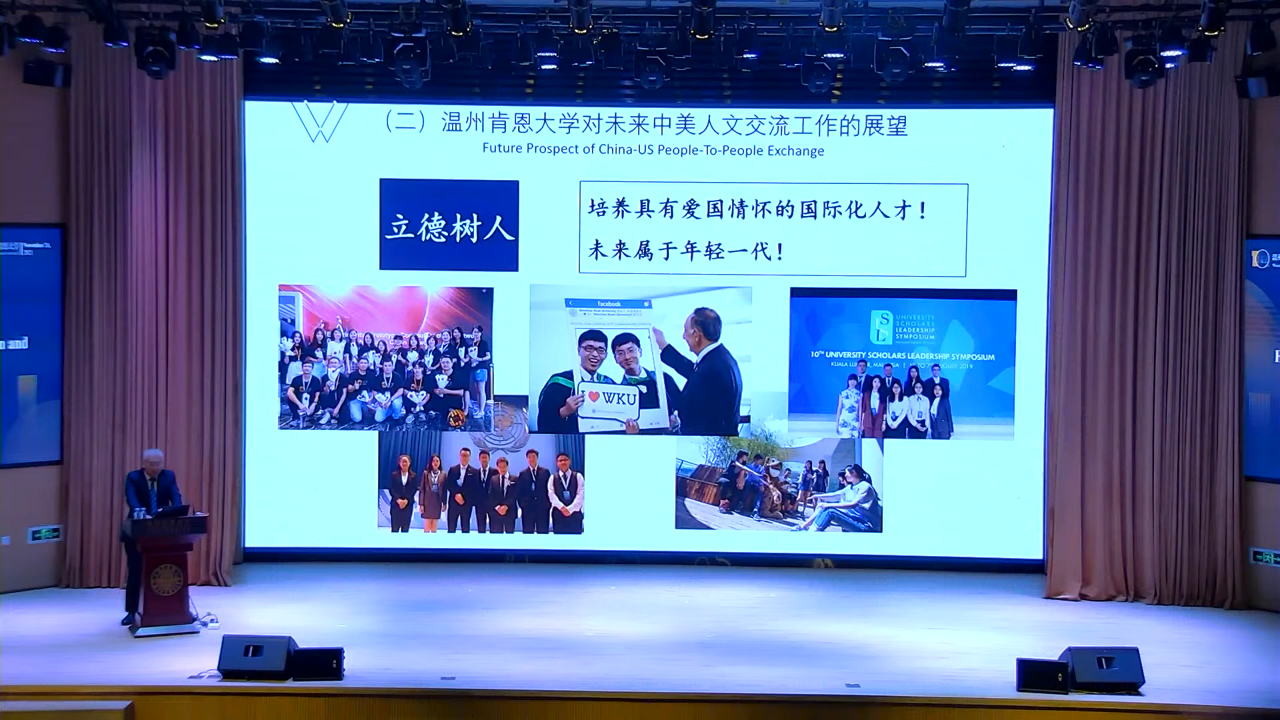 （二）温州肯恩大学对未来中美人文交流工作的展望
Future Prospect of China-US People-To-People Exchange
立德树人
培养具有爱国情怀的国际化人才！
未来属于年轻一代！
facebook
I WKU
UNIVERSITY
SCHOLARS
LEADERSHIP
SYMPOSIUM
10TH UNIVERSITY SCHOLARS LEADERSHIP SYMPOSIUM